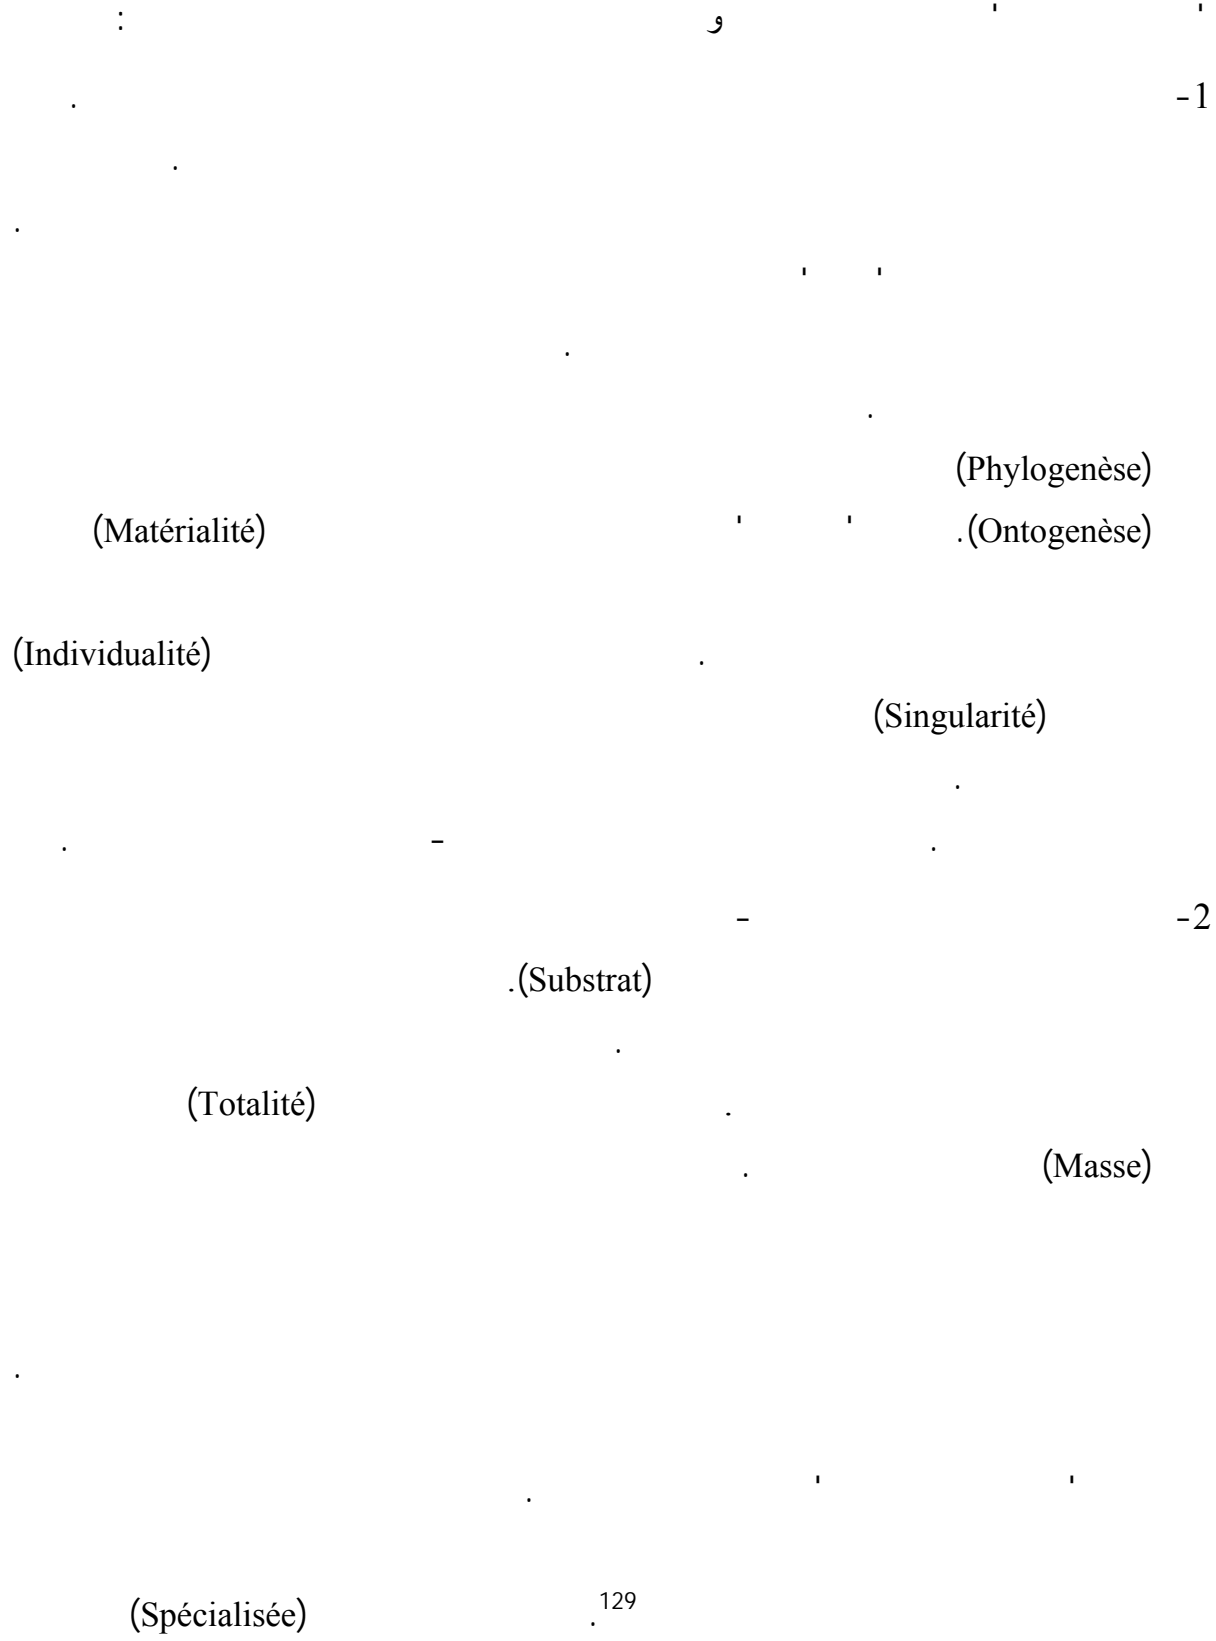 ' ' و :
-1 .
.
.
' '
.
.
(Phylogenèse)
(Ontogenèse). ' ' (Matérialité)
. (Individualité)
(Singularité)
.
. - .
-2 -
(Substrat).
.
. (Totalité)
(Masse) .
.
' ' .
.129 (Spécialisée)